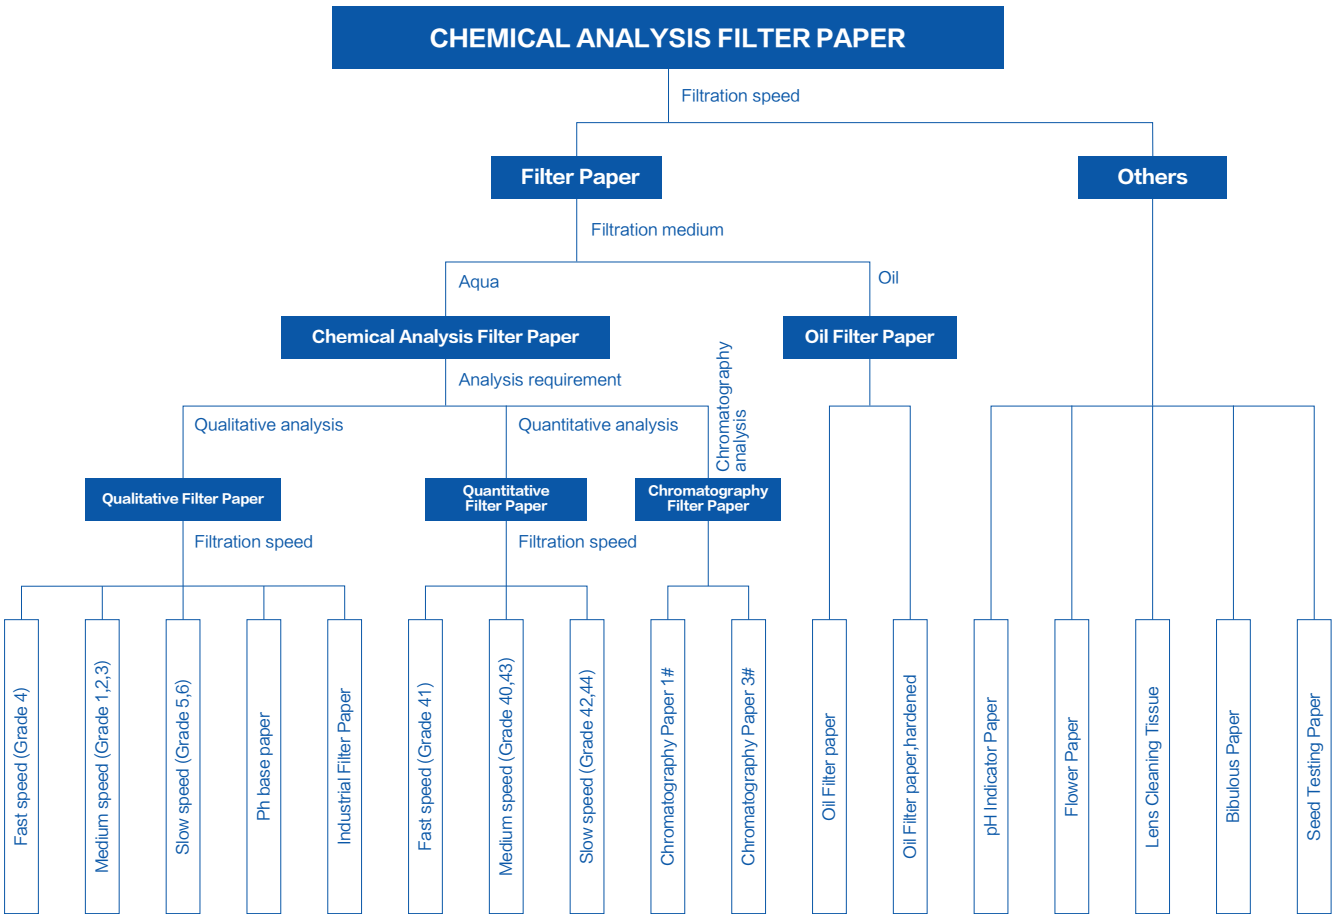 CHEMICAL ANALYSIS FILTER PAPER
Filtration speed
Filter Paper
Others
Filtration medium
Aqua
Oil
Chemical Analysis Filter Paper
Oil Filter Paper
Analysis requirement
Qualitative analysis
Quantitative analysis
Chromatography
analysis
Qualitative Filter Paper
Quantitative
Filter Paper
Chromatography
Filter Paper
Filtration speed
Filtration speed
Fast speed (Grade 4)
Medium speed (Grade 1,2,3)
Slow speed (Grade 5,6)
Ph base paper
Industrial Filter Paper
Fast speed (Grade 41)
Medium speed (Grade 40,43)
Slow speed (Grade 42,44)
Chromatography Paper 1#
Chromatography Paper 3#
Oil Filter paper
Oil Filter paper,hardened
pH Indicator Paper
Flower Paper
Lens Cleaning Tissue
Bibulous Paper
Seed Testing Paper